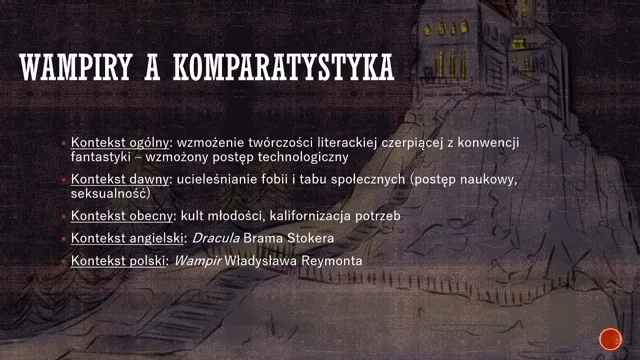 WAMPIRY A KOMPARATYSTYKA
Kontekst ogólny: wzmożenie twórczości literackiej czerpiącej z konwencji
fantastyki – wzmożony postęp technologiczny
Kontekst dawny: ucieleśnianie fobii i tabu społecznych (postęp naukowy,
seksualność)
Kontekst obecny: kult młodości, kalifornizacja potrzeb
Kontekst angielski: Dracula Brama Stokera
Kontekst polski: Wampir Władysława Reymonta